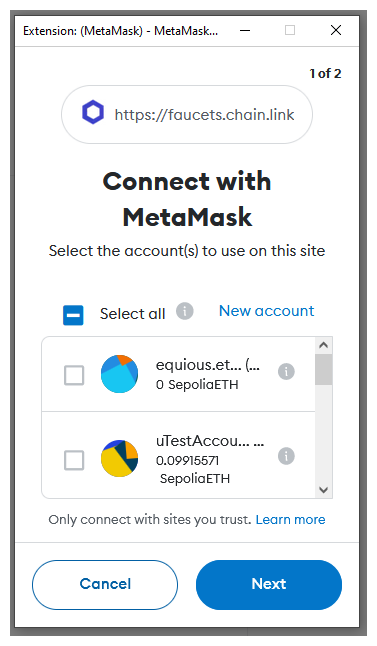 Extension: (MetaMask) - MetaMask...
1 of 2
https://faucets.chain.link
Connect with
MetaMask
Select the account(s) to use on this site
Select all
New account
equious.et... (...
0 SepoliaETH
uTestAccou... ...
0.09915571
SepoliaETH
Only connect with sites you trust. Learn more
Cancel
Next